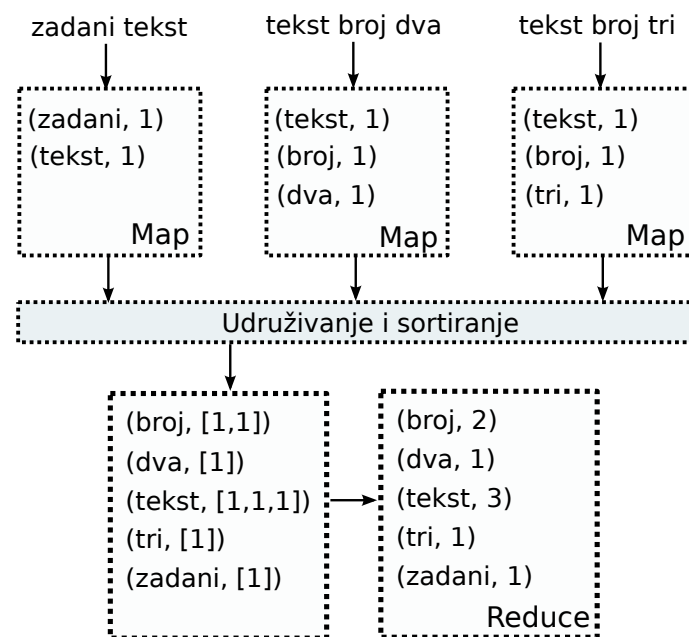 zadani tekst
tekst broj dva
tekst broj tri
(zadani, 1)
(tekst, 1)
Map
(tekst, 1)
(broj, 1)
(dva, 1)
Map
(tekst, 1)
(broj, 1)
(tri, 1)
Map
Udruživanje i sortiranje
(broj, [1,1])
(dva, [1])
(tekst, [1,1,1])
(tri, [1])
(zadani, [1])
(broj, 2)
(dva, 1)
(tekst, 3)
(tri, 1)
(zadani, 1)
Reduce